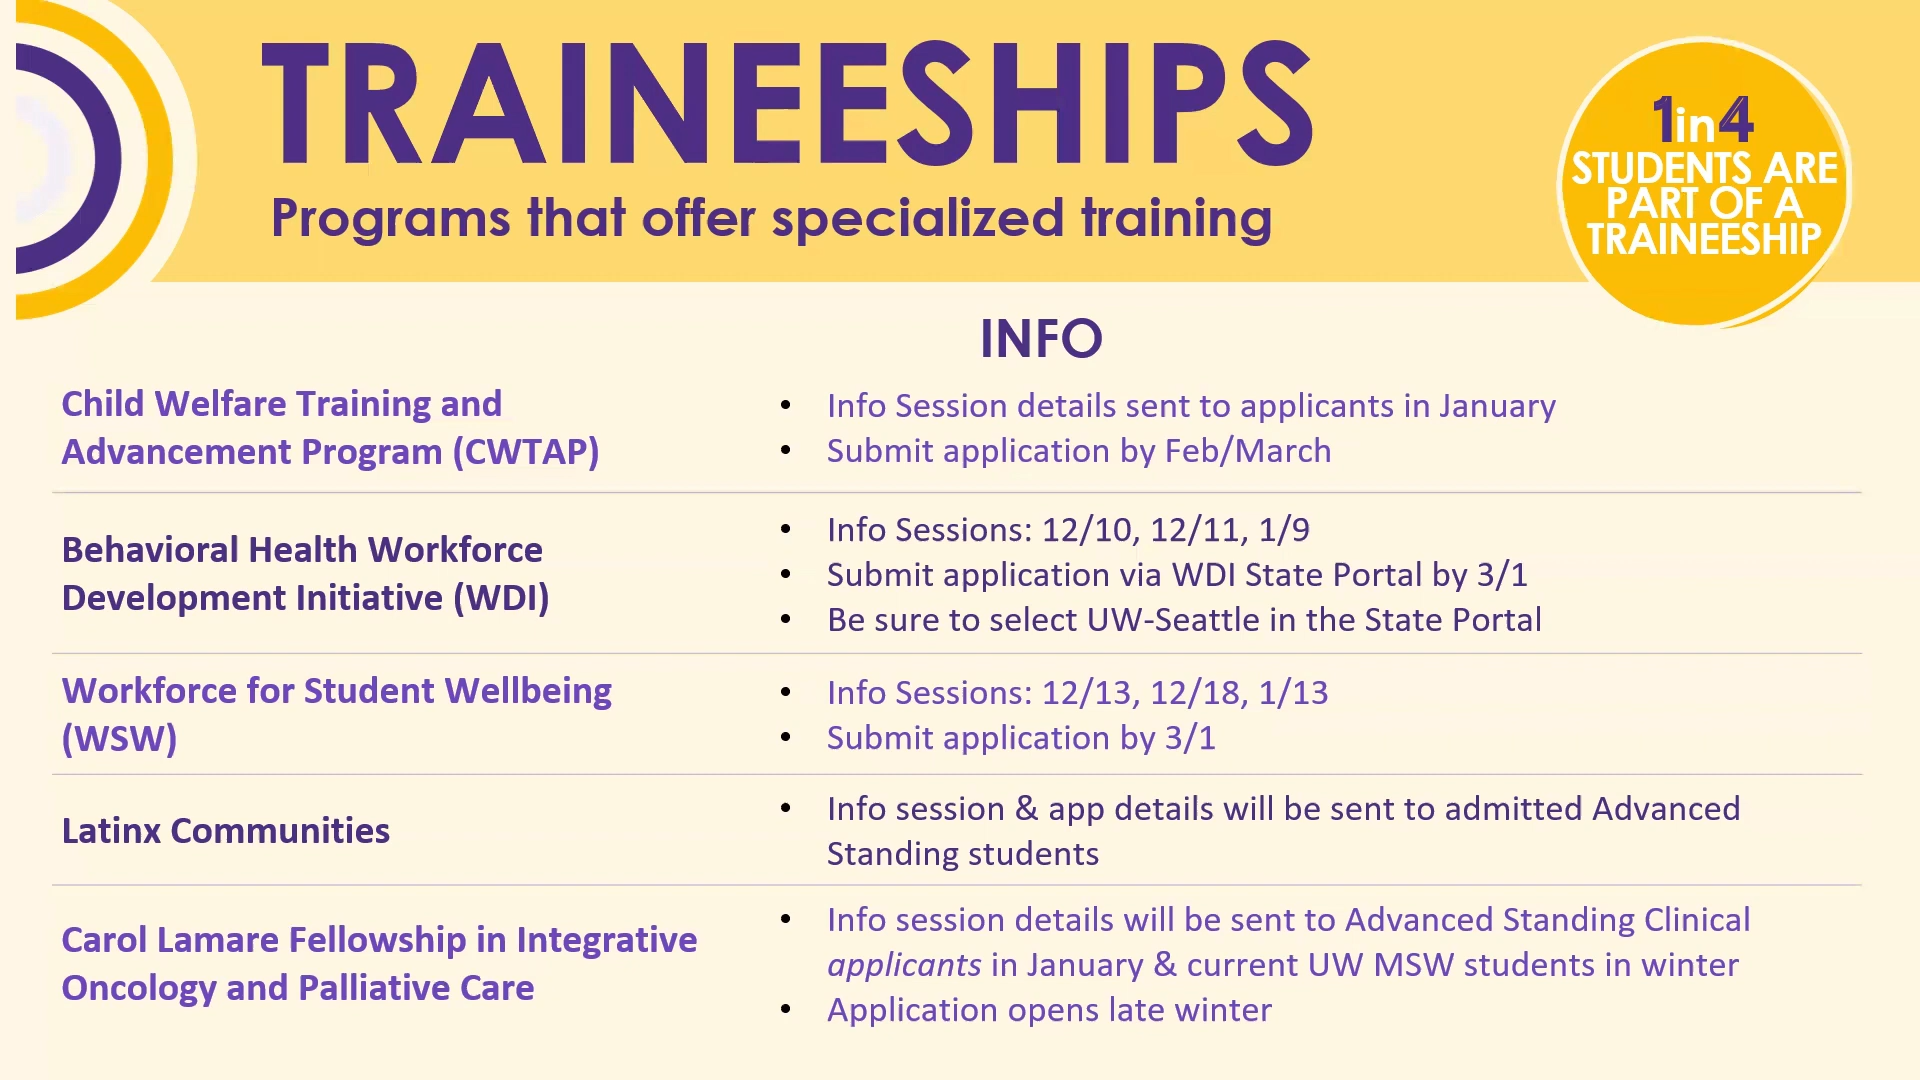 TRAINEESHIPS
Programs that offer specialized training
1in4
STUDENTS ARE
PART OF A
TRAINEESHIP
INFO
Child Welfare Training and
Advancement Program (CWTAP)
• Info Session details sent to applicants in January
• Submit application by Feb/March
Behavioral Health Workforce
Development Initiative (WDI)
• Info Sessions: 12/10, 12/11, 1/9
• Submit application via WDI State Portal by 3/1
• Be sure to select UW-Seattle in the State Portal
Workforce for Student Wellbeing
(WSW)
• Info Sessions: 12/13, 12/18, 1/13
• Submit application by 3/1
Latinx Communities
• Info session & app details will be sent to admitted Advanced
Standing students
Carol Lamare Fellowship in Integrative
Oncology and Palliative Care
• Info session details will be sent to Advanced Standing Clinical
applicants in January & current UW MSW students in winter
• Application opens late winter